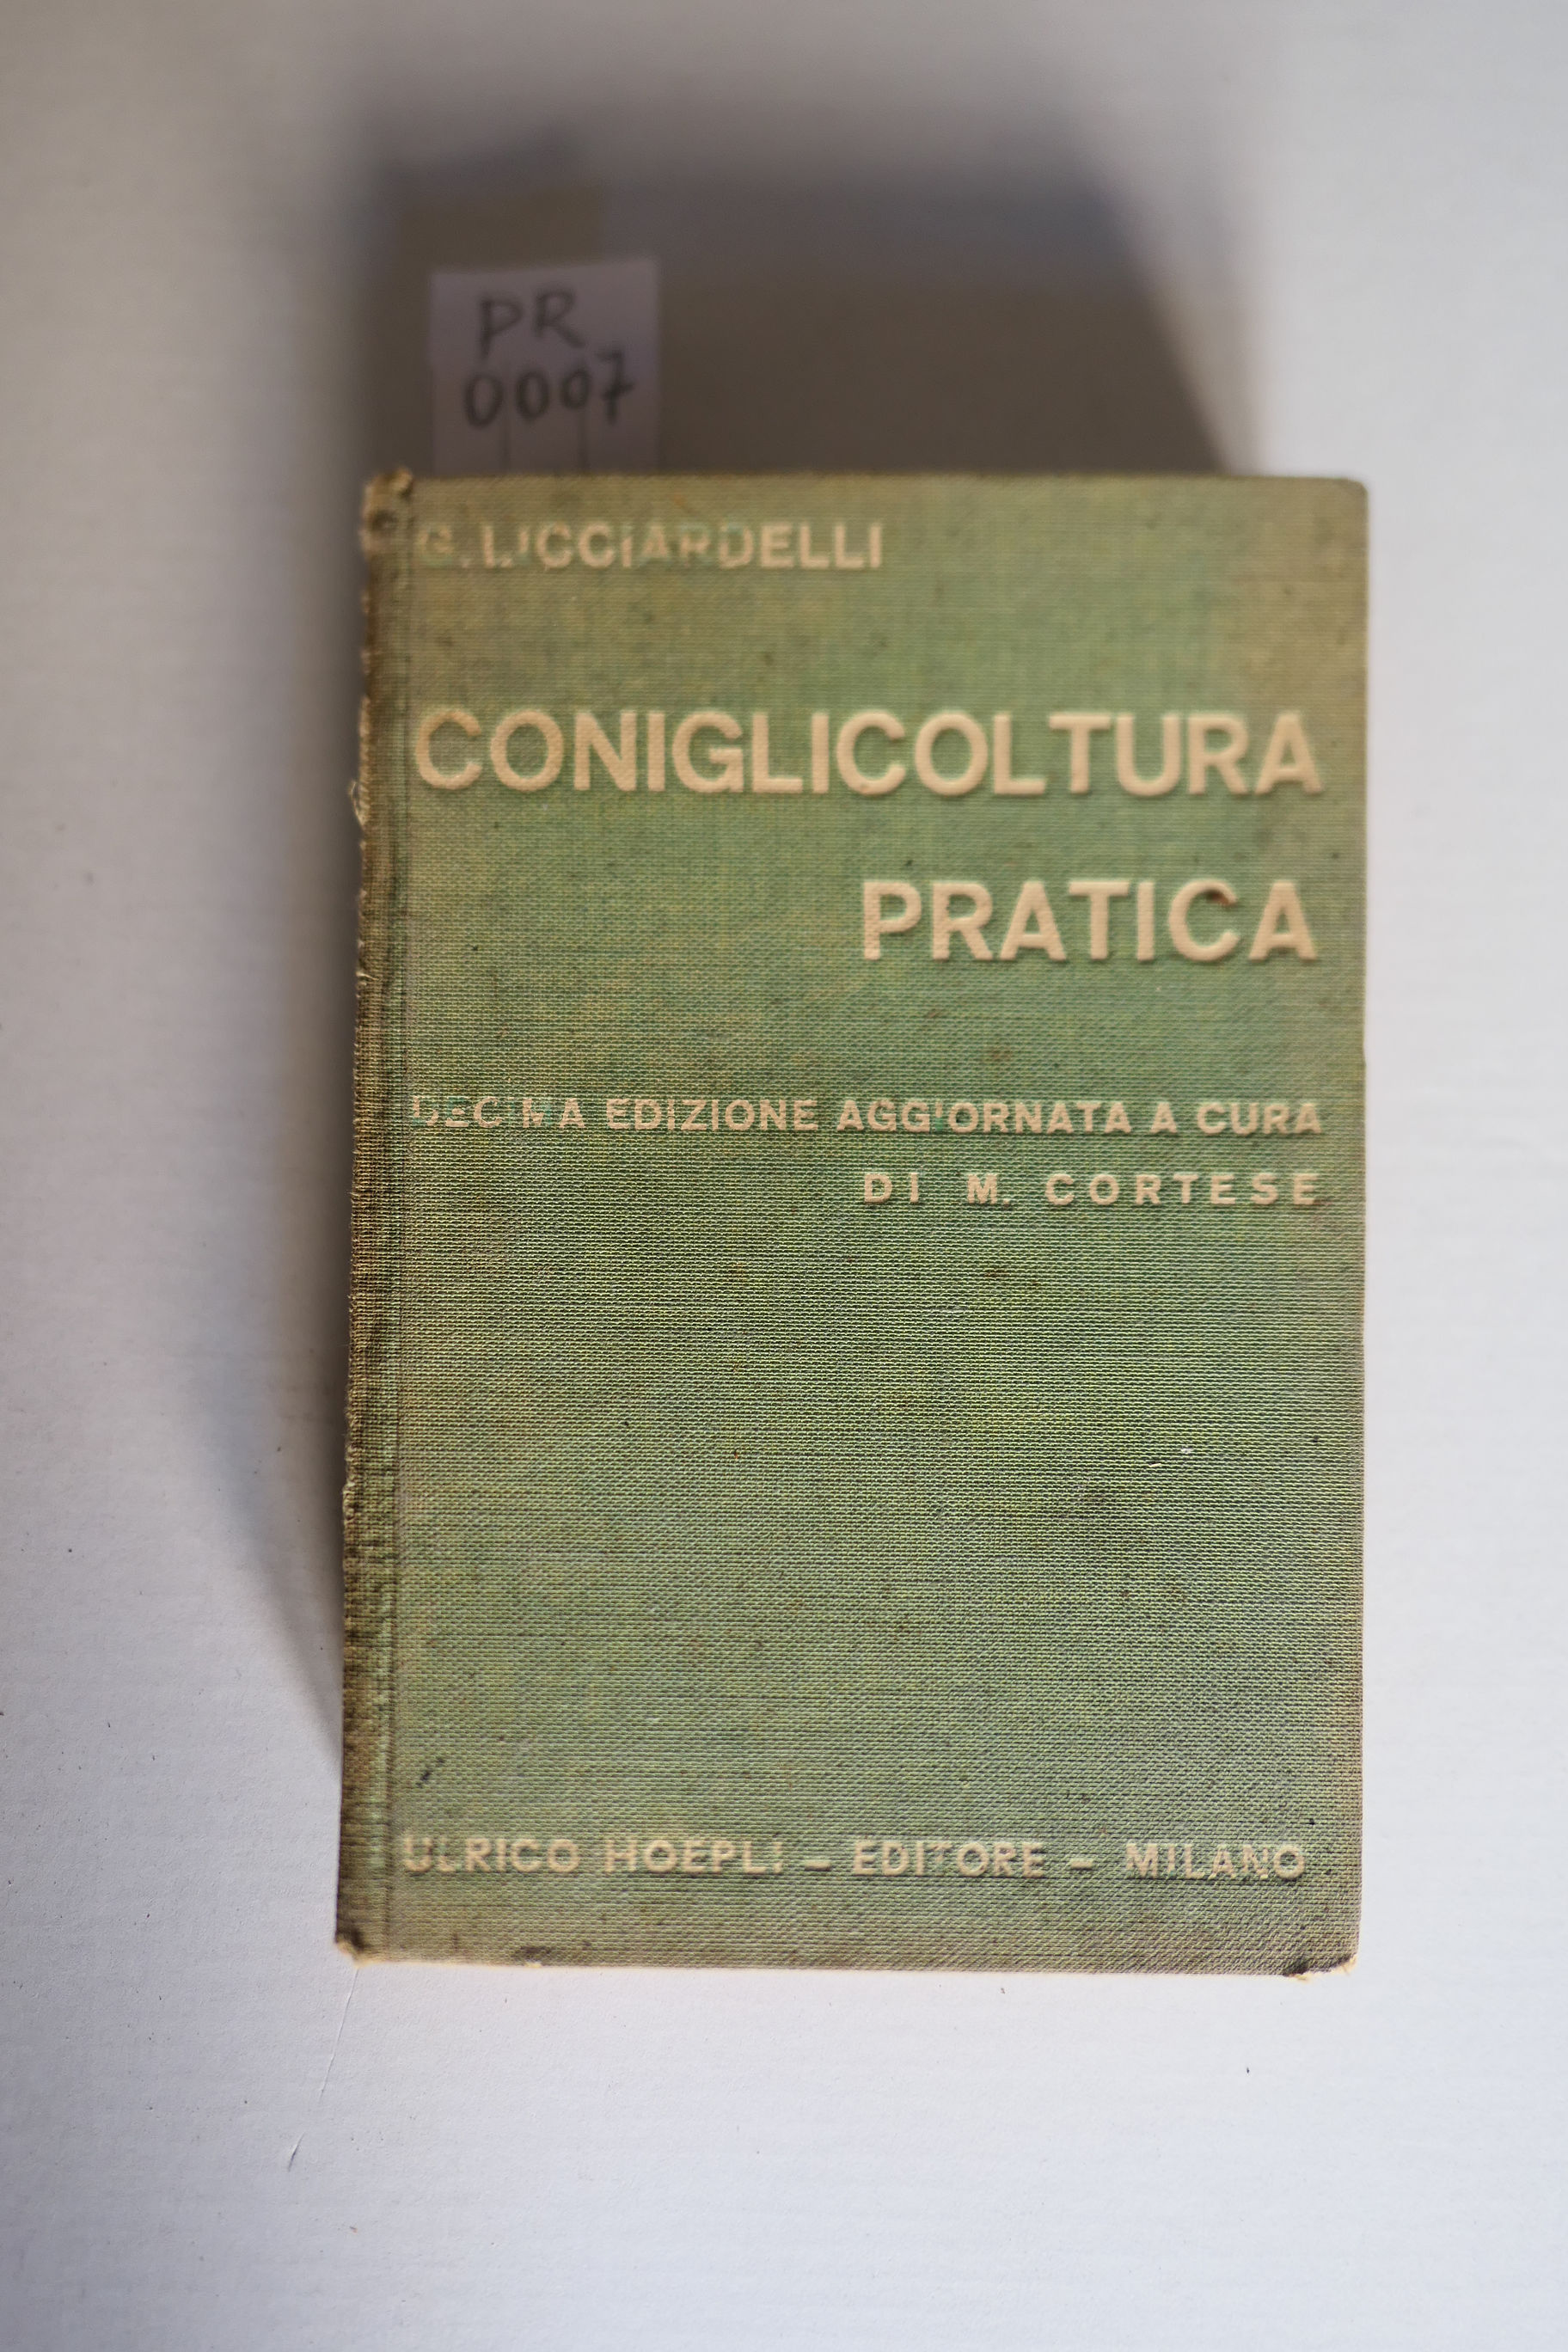 PR
0007
G. LICCIARDELLI
CONIGLICOLTURA
PRATICA
DECIMA EDIZIONE AGGIORNATA A CURA
DI M. CORTESE
ULRICO HOEPLI - EDITORE - MILANO